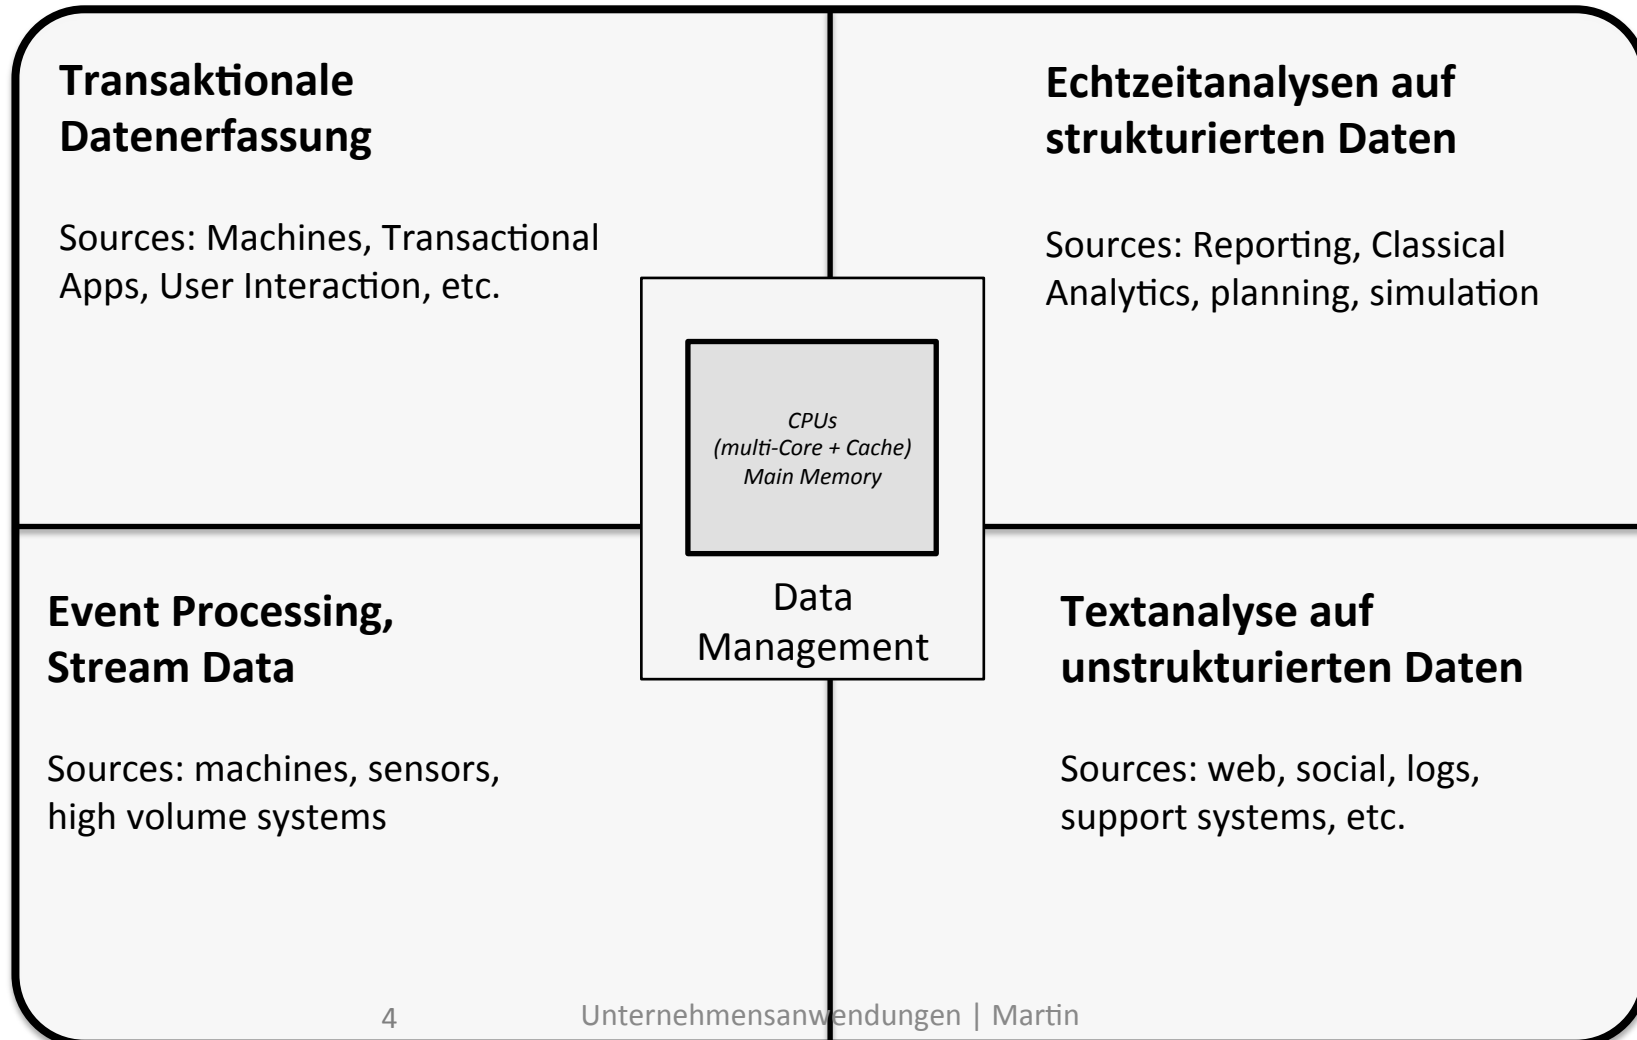 Transaktionale
Datenerfassung
Sources: Machines, Transactional
Apps, User Interaction, etc.
Echtzeitanalysen auf
strukturierten Daten
Sources: Reporting, Classical
Analytics, planning, simulation
CPUs
(multi-Core + Cache)
Main Memory
Data
Management
Event Processing,
Stream Data
Sources: machines, sensors,
high volume systems
Textanalyse auf
unstrukturierten Daten
Sources: web, social, logs,
support systems, etc.
4
Unternehmensanwendungen | Martin